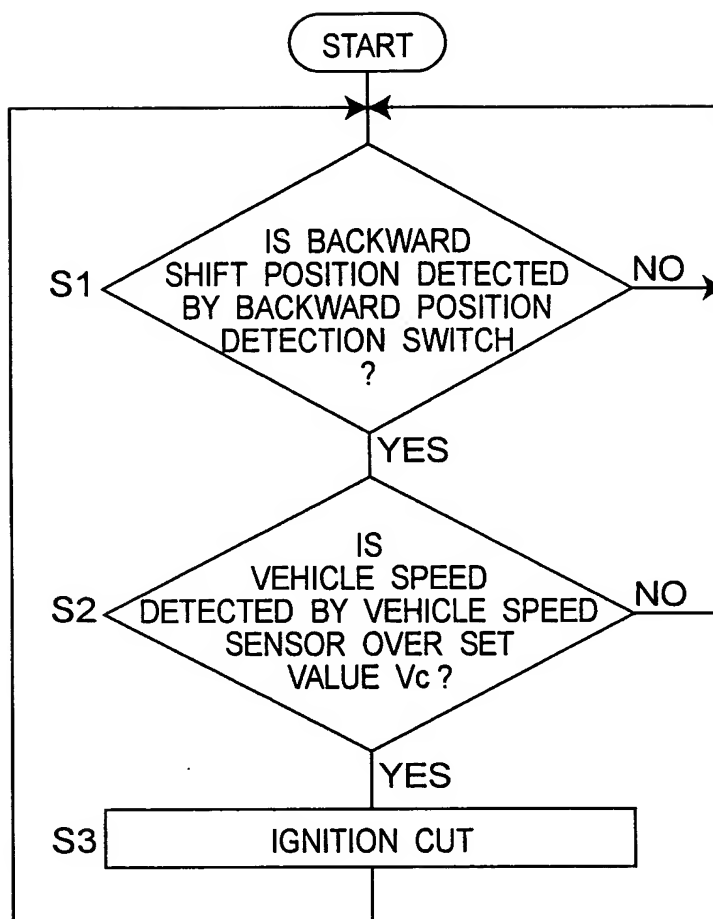 START
IS BACKWARD
SHIFT POSITION DETECTED
BY BACKWARD POSITION
DETECTION SWITCH
?
S1
NO
YES
IS
VEHICLE SPEED
DETECTED BY VEHICLE SPEED
SENSOR OVER SET
VALUE Vc ?
S2
NO
YES
S3
IGNITION CUT